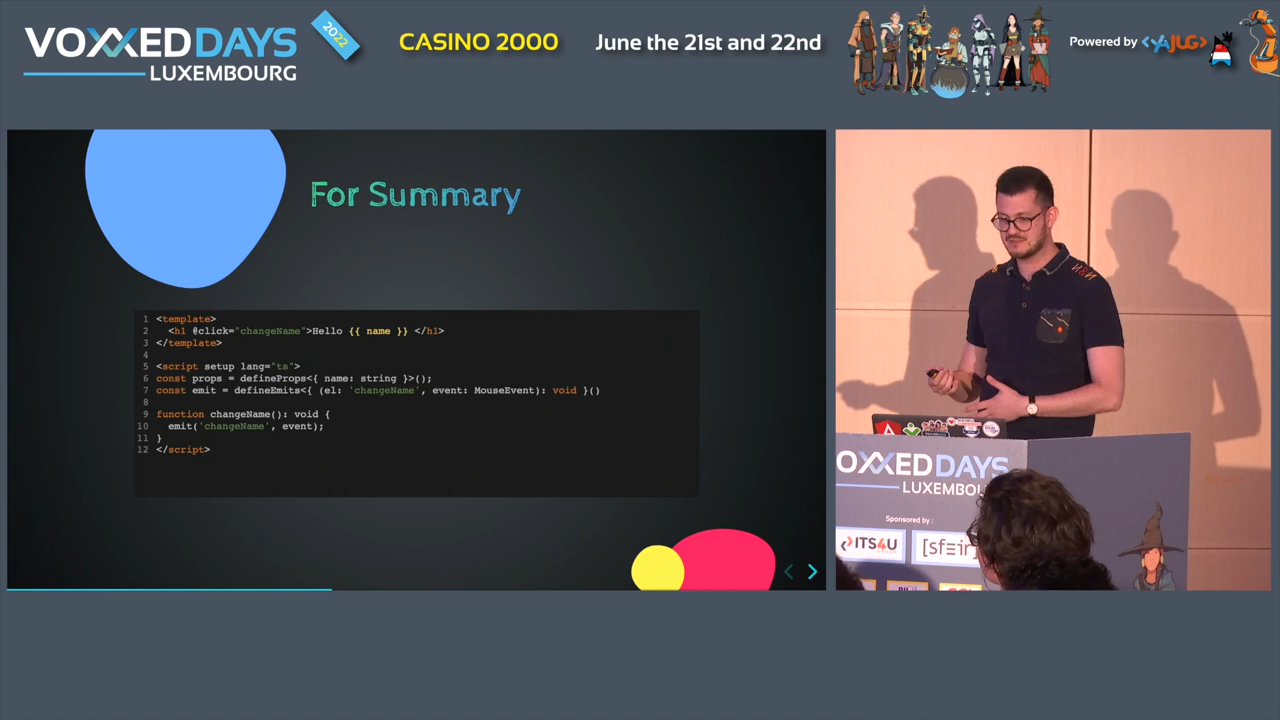 VOXXED DAYS
LUXEMBOURG
2022
CASINO 2000
June the 21st and 22nd
Powered by <YAJUG>
For Summary
1 <template>
2 <h1 @click="changeName">Hello {{ name }} </h1>
3 </template>
4
5 <script setup lang="ts">
6 const props = defineProps<{ name: string }>();
7 const emit = defineEmits<{ (el: 'changeName', event: MouseEvent): void }()
8
9 function changeName(): void {
10 emit('changeName', event);
11 }
12 </script>
OXXED DAYS
LUXEMBOU
Sponsored by :
ITS4U
[sfeir]